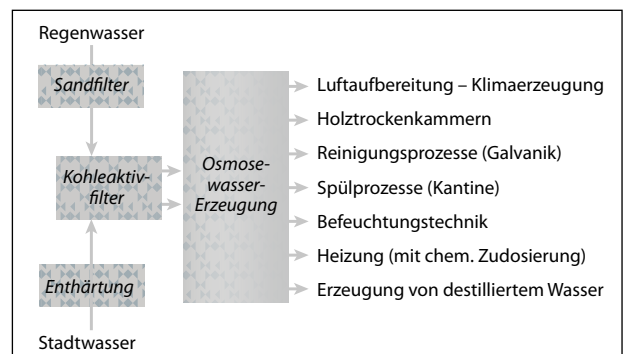 Regenwasser
Sandfilter
Kohleaktiv-
filter
Enthärtung
Stadtwasser
Osmose-
wasser-
Erzeugung
Luftaufbereitung – Klimaerzeugung
Holztrockenkammern
Reinigungsprozesse (Galvanik)
Spülprozesse (Kantine)
Befeuchtungstechnik
Heizung (mit chem. Zudosierung)
Erzeugung von destilliertem Wasser